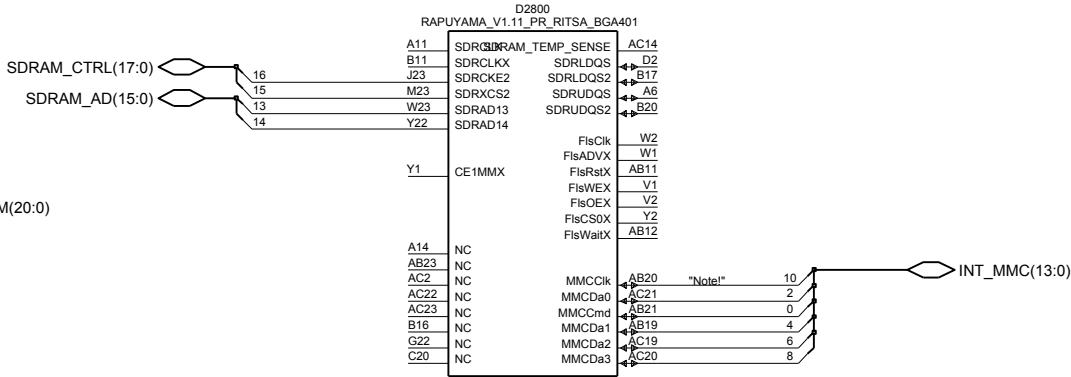 D2800
RAPUYAMA_V1.11_PR_RITSA_BGA401
A11 SDRCLK SDRAM_TEMP_SENSE AC14
B11 SDRCLKX SDRLDQS D2
SDRAM_CTRL(17:0) 16 J23 SDRCKE2 SDRLDQS2 B17
15 M23 SDRXCS2 SDRUDQS A6
SDRAM_AD(15:0) 13 W23 SDRAD13 SDRUDQS2 B20
14 Y22 SDRAD14
FlsClk W2
FlsADVX W1
Y1 CE1MMX FlsRstX AB11
FlsWEX V1
FlsOEX V2
M(20:0) FlsCS0X Y2
FlsWaitX AB12
A14 NC
AB23 NC
AC2 NC MMCClk AB20 "Note!" 10 INT_MMC(13:0)
AC22 NC MMCDa0 AC21 2
AC23 NC MMCCmd AB21 0
B16 NC MMCDa1 AB19 4
G22 NC MMCDa2 AC19 6
C20 NC MMCDa3 AC20 8